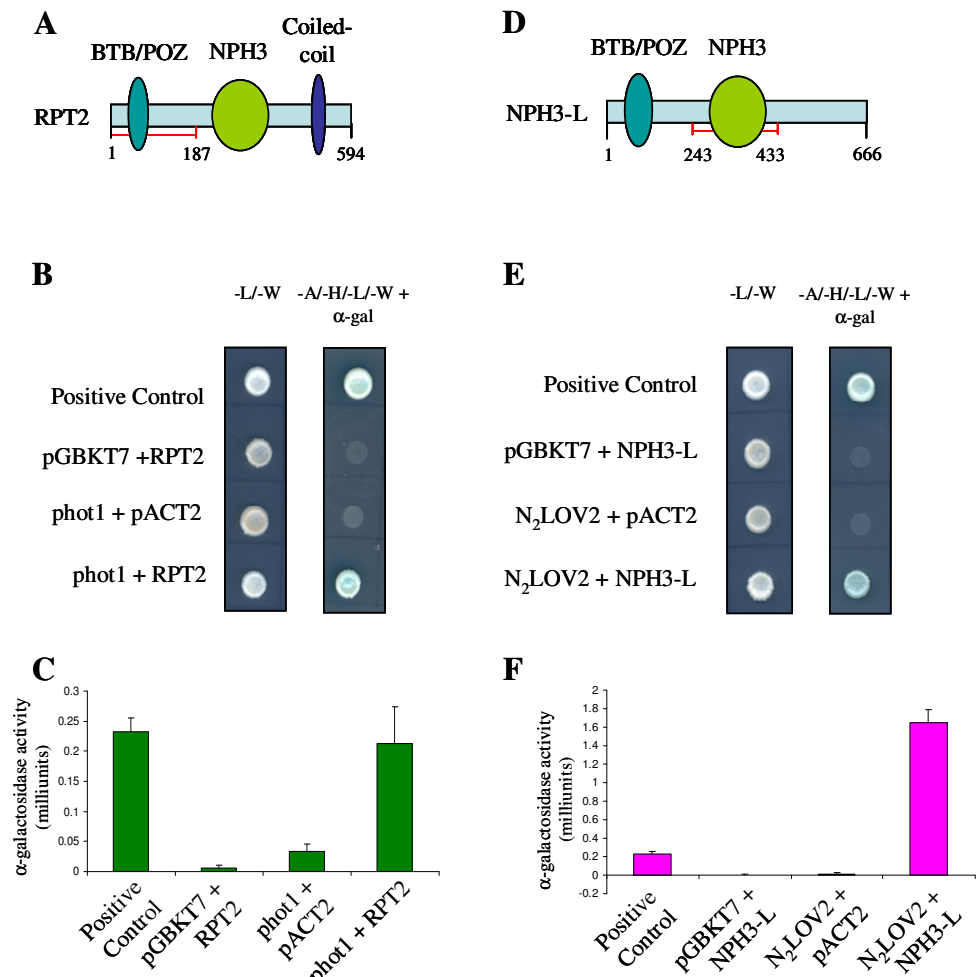 A
BTB/POZ NPH3 Coiled-
coil
RPT2
1 187 594
D
BTB/POZ NPH3
NPH3-L
1 243 433 666
B
-L/-W -A/-H/-L/-W +
α-gal
Positive Control
pGBKT7 +RPT2
phot1 + pACT2
phot1 + RPT2
E
-L/-W -A/-H/-L/-W +
α-gal
Positive Control
pGBKT7 + NPH3-L
N2LOV2 + pACT2
N2LOV2 + NPH3-L
C
α-galactosidase activity
(milliunits)
0.3
0.25
0.2
0.15
0.1
0.05
0
Positive
Control
pGBKT7 +
RPT2
phot1 +
pACT2
phot1 + RPT2
F
α-galactosidase activity
(milliunits)
2
1.8
1.6
1.4
1.2
1
0.8
0.6
0.4
0.2
0
-0.2
Positive
Control
pGBKT7 +
NPH3-L
N2LOV2 +
pACT2
N2LOV2 +
NPH3-L